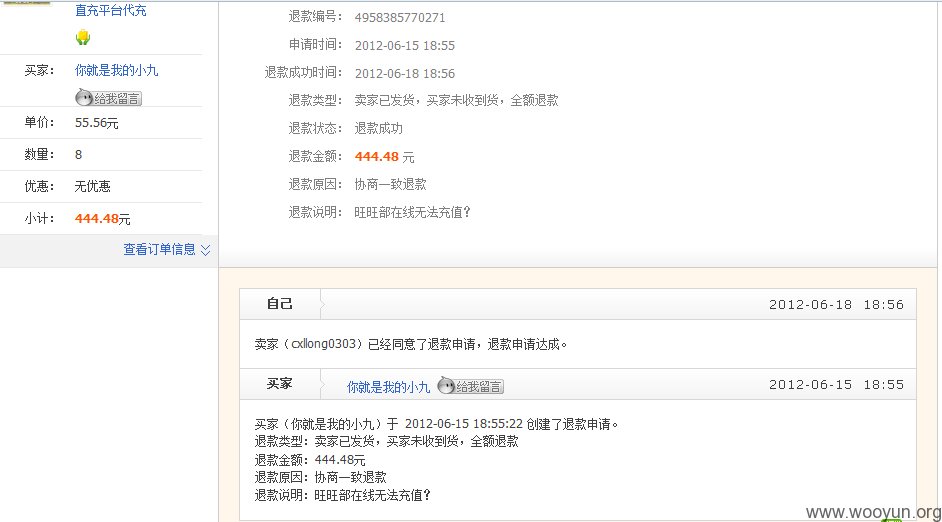 直充平台代充
买家： 你就是我的小九
给我留言
单价： 55.56元
数量： 8
优惠： 无优惠
小计： 444.48元
查看订单信息
退款编号： 4958385770271
申请时间： 2012-06-15 18:55
退款成功时间： 2012-06-18 18:56
退款类型： 卖家已发货，买家未收到货，全额退款
退款状态： 退款成功
退款金额： 444.48 元
退款原因： 协商一致退款
退款说明： 旺旺部在线无法充值？
自己 2012-06-18 18:56
卖家（cxllong0303）已经同意了退款申请，退款申请达成。
买家 你就是我的小九 给我留言 2012-06-15 18:55
买家（你就是我的小九）于 2012-06-15 18:55:22 创建了退款申请。
退款类型：卖家已发货，买家未收到货，全额退款
退款金额：444.48元
退款原因：协商一致退款
退款说明：旺旺部在线无法充值？
www.wooyun.org